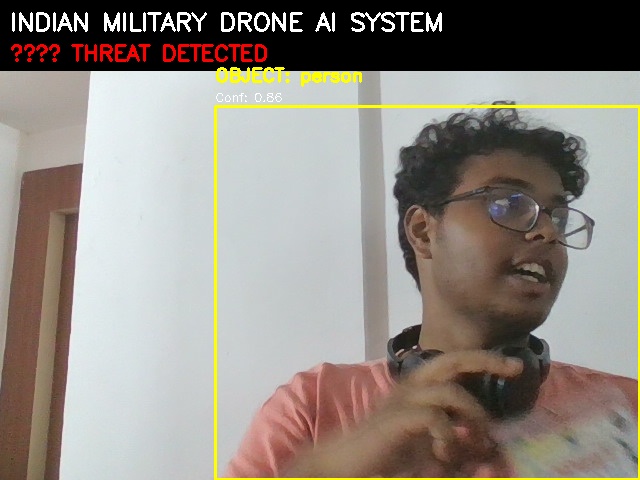 INDIAN MILITARY DRONE AI SYSTEM
???? THREAT DETECTED
OBJECT: person
Conf: 0.86